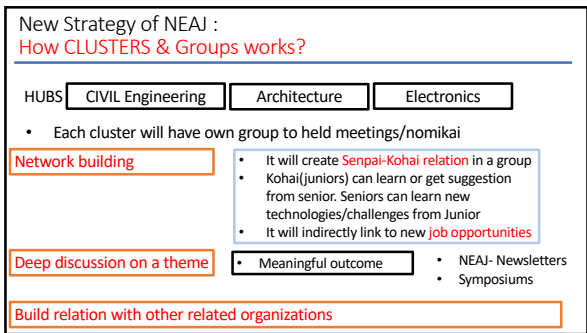 New Strategy of NEAJ :
How CLUSTERS & Groups works?
HUBS CIVIL Engineering Architecture Electronics
• Each cluster will have own group to held meetings/nomikai
Network building
• It will create Senpai-Kohai relation in a group
• Kohai(juniors) can learn or get suggestion
from senior. Seniors can learn new
technologies/challenges from Junior
• It will indirectly link to new job opportunities
Deep discussion on a theme
• Meaningful outcome
• NEAJ- Newsletters
• Symposiums
Build relation with other related organizations